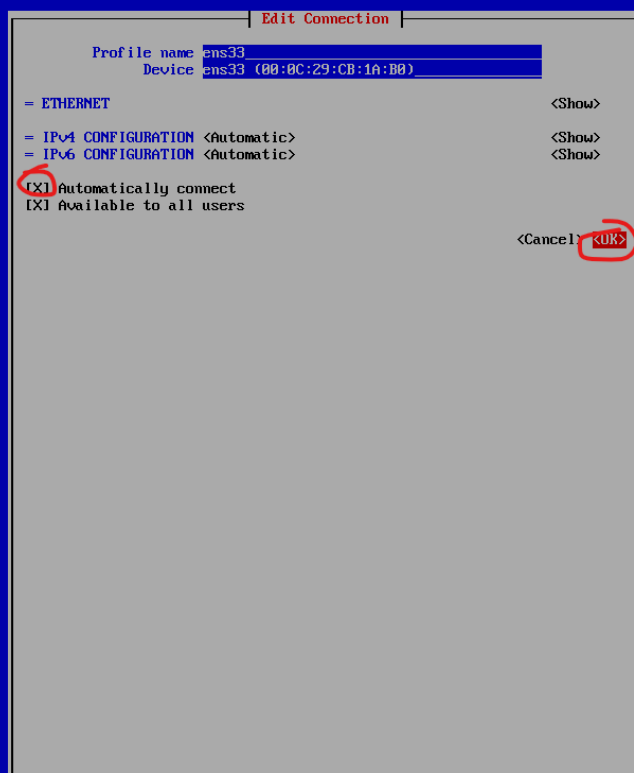 Edit Connection
Profile name ens33
Device ens33 (00:0C:29:CB:1A:B0)
= ETHERNET <Show>
= IPv4 CONFIGURATION <Automatic> <Show>
= IPv6 CONFIGURATION <Automatic> <Show>
[X] Automatically connect
[X] Available to all users
<Cancel> <OK>